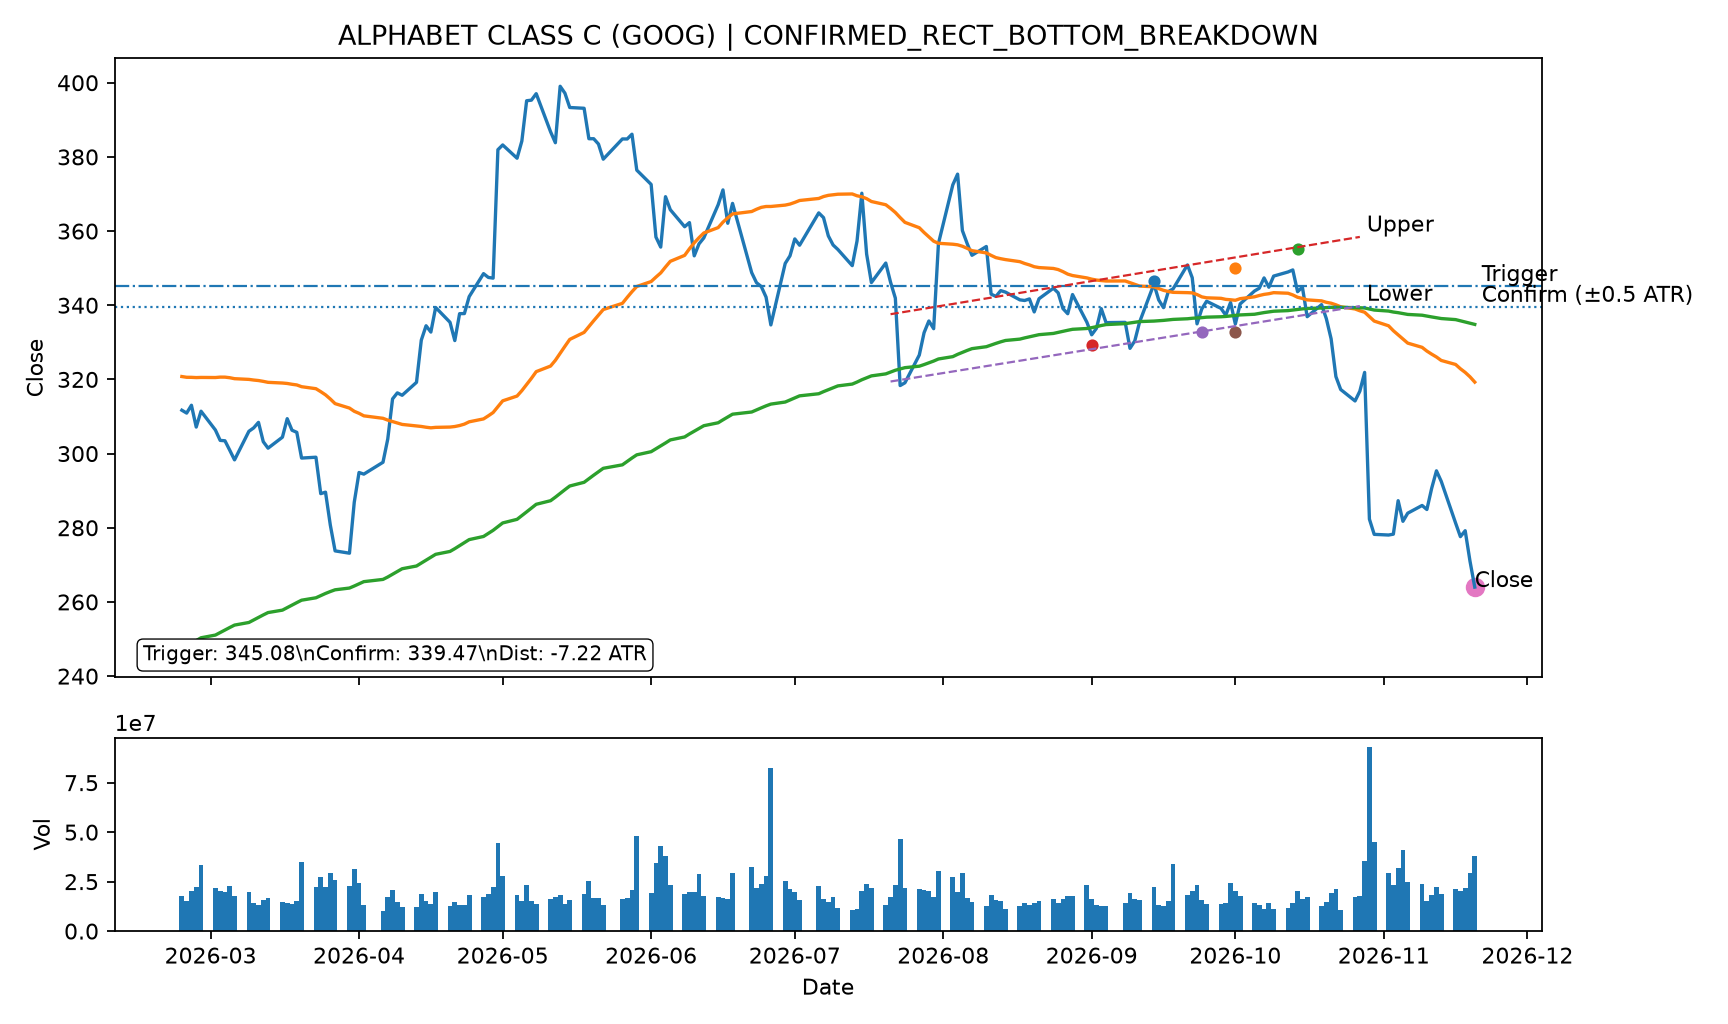 ALPHABET CLASS C (GOOG) | CONFIRMED_RECT_BOTTOM_BREAKDOWN
400
380
360
340
320
300
280
260
240
Close
Upper
Trigger
Lower
Confirm (±0.5 ATR)
Close
Trigger: 345.08\nConfirm: 339.47\nDist: -7.22 ATR
1e7
7.5
5.0
2.5
0.0
Vol
2026-03 2026-04 2026-05 2026-06 2026-07 2026-08 2026-09 2026-10 2026-11 2026-12
Date